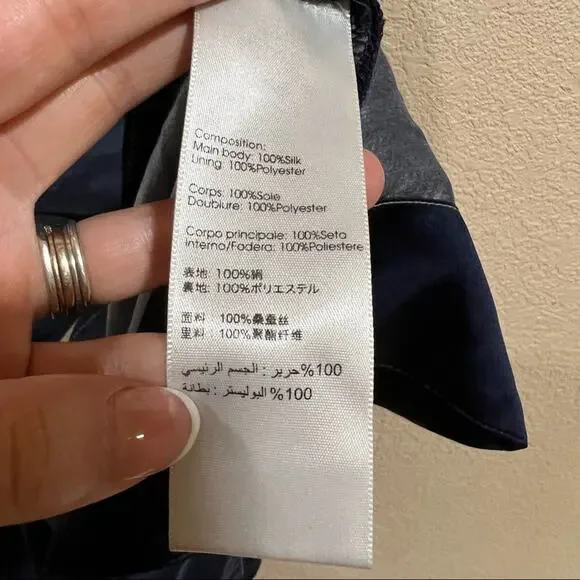 Composition:
Main body: 100%Silk
Lining: 100%Polyester
Corps: 100%Soie
Doublure: 100%Polyester
Corpo principale: 100%Seta
Interno/Fodera: 100%Poliestere
表地: 100%絹
裏地: 100%ポリエステル
面料 100%桑蚕丝
里料: 100%聚酯纤维
%100حرير : الجسم الرئيسي
%100 البوليستر : بطانة